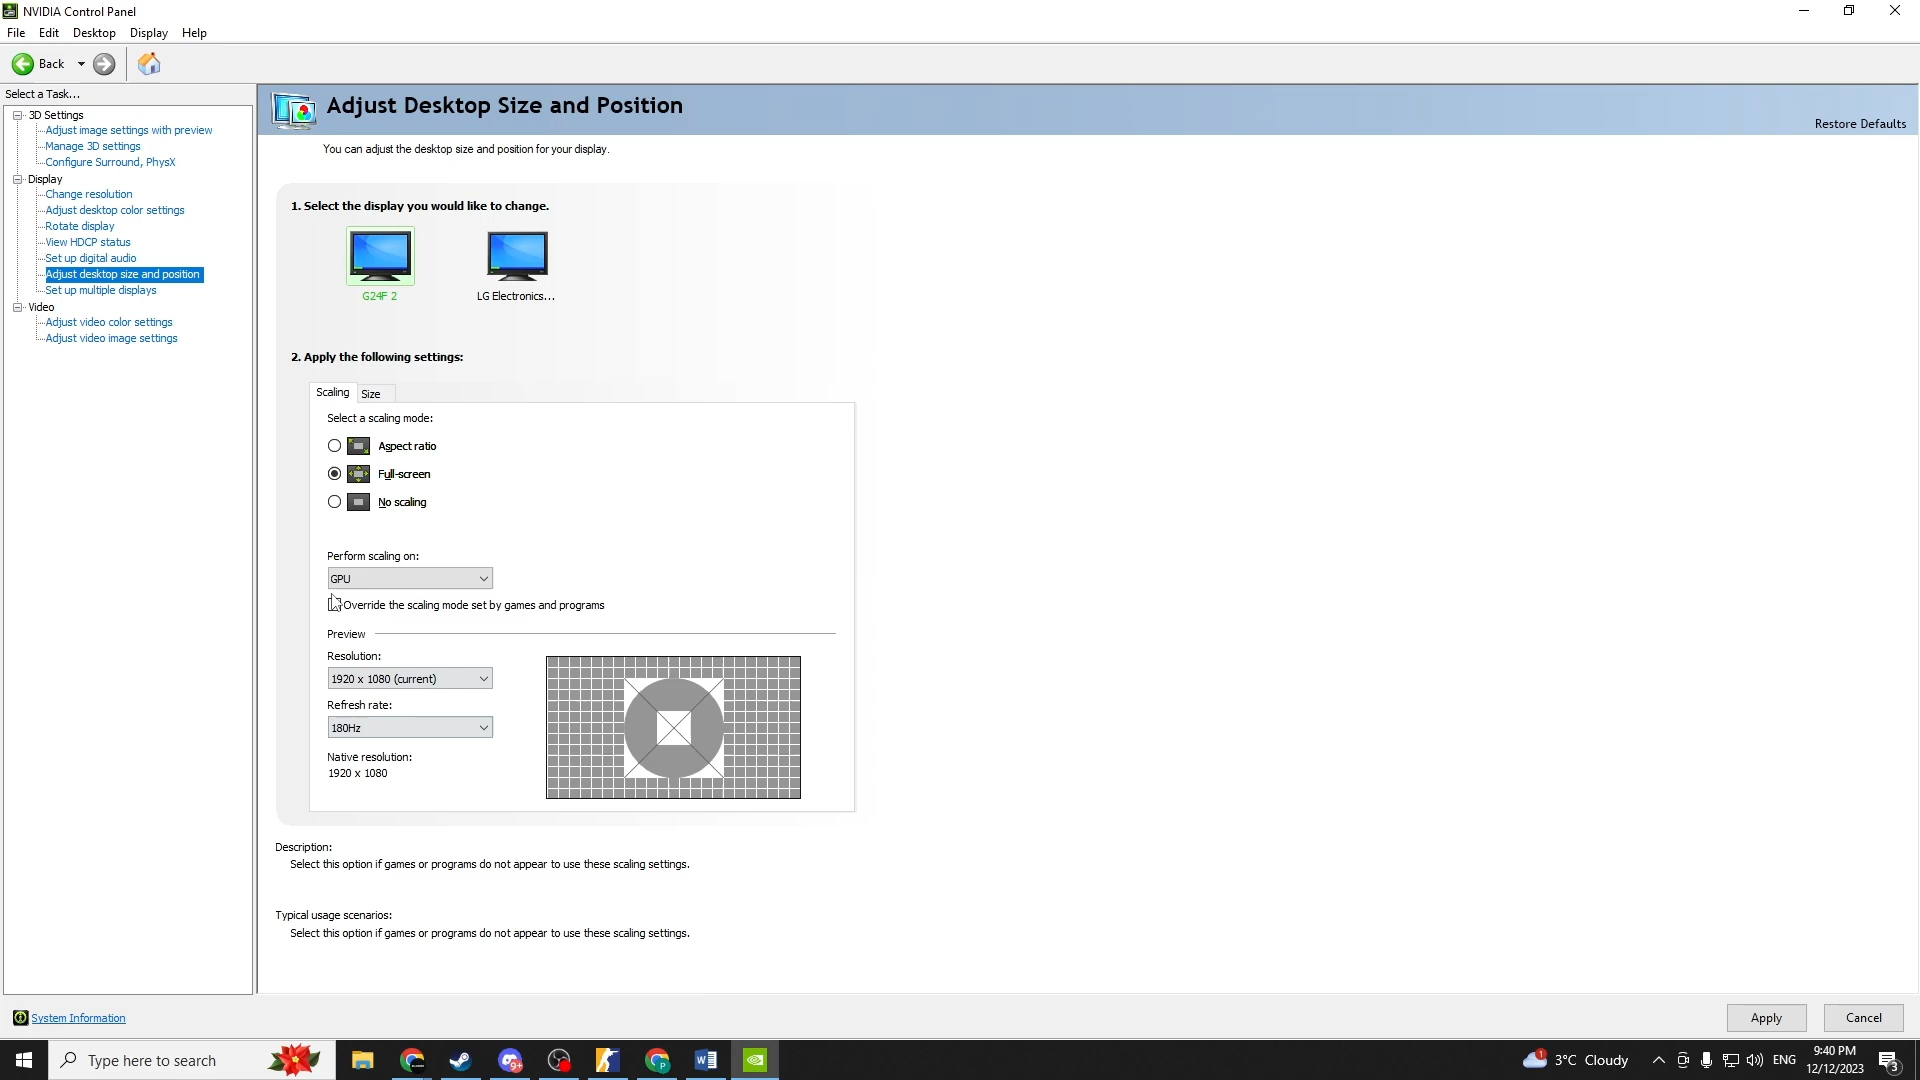 NVIDIA Control Panel
File Edit Desktop Display Help
Back
Select a Task...
3D Settings
Adjust image settings with preview
Manage 3D settings
Configure Surround, PhysX
Display
Change resolution
Adjust desktop color settings
Rotate display
View HDCP status
Set up digital audio
Adjust desktop size and position
Set up multiple displays
Video
Adjust video color settings
Adjust video image settings
Adjust Desktop Size and Position
Restore Defaults
You can adjust the desktop size and position for your display.
1. Select the display you would like to change.
G24F 2 LG Electronics...
2. Apply the following settings:
Scaling Size
Select a scaling mode:
Aspect ratio
Full-screen
No scaling
Perform scaling on:
GPU
Override the scaling mode set by games and programs
Preview
Resolution:
1920 x 1080 (current)
Refresh rate:
180Hz
Native resolution:
1920 x 1080
Description:
Select this option if games or programs do not appear to use these scaling settings.
Typical usage scenarios:
Select this option if games or programs do not appear to use these scaling settings.
System Information
Apply Cancel
Type here to search
9+
P
W
1
3°C Cloudy
ENG
9:40 PM
12/12/2023
3